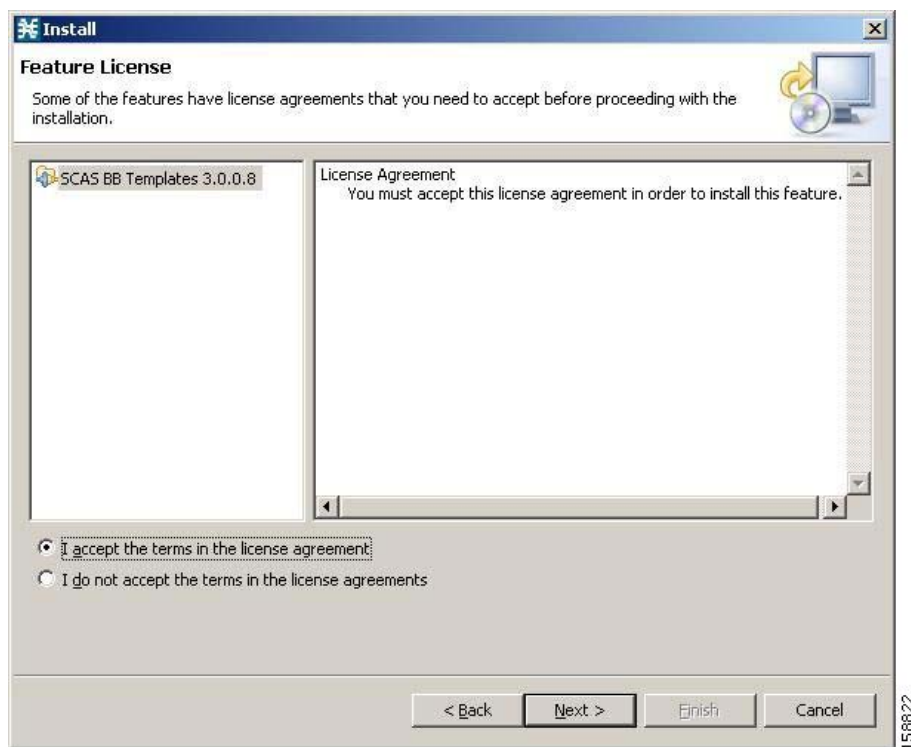 Install
Feature License
Some of the features have license agreements that you need to accept before proceeding with the
installation.
SCAS BB Templates 3.0.0.8
License Agreement
You must accept this license agreement in order to install this feature.
I accept the terms in the license agreement
I do not accept the terms in the license agreements
< Back
Next >
Finish
Cancel
158822